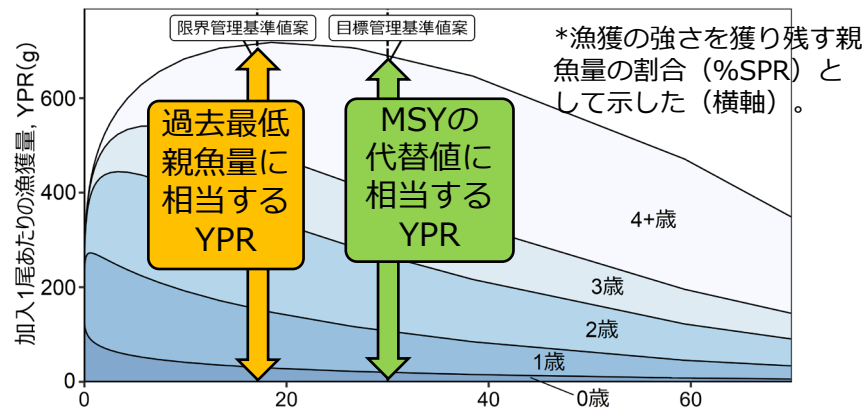 限界管理基準値案
目標管理基準値案
*漁獲の強さを獲り残す親
魚量の割合（%SPR）と
して示した（横軸）。
加入1尾あたりの漁獲量, YPR(g)
600
400
200
0
過去最低
親魚量に
相当する
YPR
MSYの
代替値に
相当する
YPR
4+歳
3歳
2歳
1歳
0歳
0
20
40
60